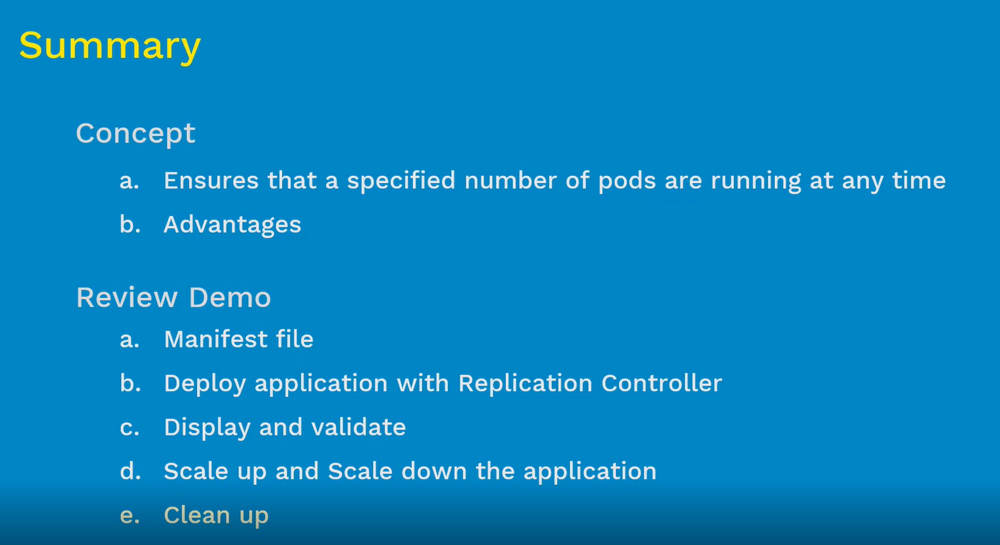 Summary
Concept
a. Ensures that a specified number of pods are running at any time
b. Advantages
Review Demo
a. Manifest file
b. Deploy application with Replication Controller
c. Display and validate
d. Scale up and Scale down the application
e. Clean up